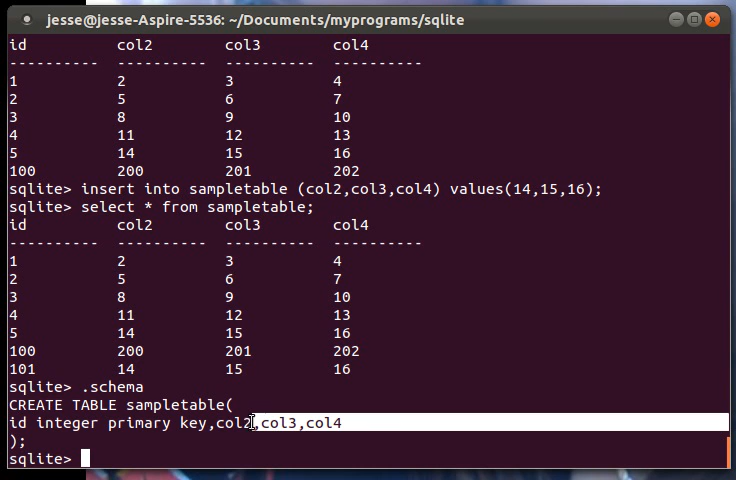 jesse@jesse-Aspire-5536: ~/Documents/myprograms/sqlite
id col2 col3 col4
---------- ---------- ---------- ----------
1 2 3 4
2 5 6 7
3 8 9 10
4 11 12 13
5 14 15 16
100 200 201 202
sqlite> insert into sampletable (col2,col3,col4) values(14,15,16);
sqlite> select * from sampletable;
id col2 col3 col4
---------- ---------- ---------- ----------
1 2 3 4
2 5 6 7
3 8 9 10
4 11 12 13
5 14 15 16
100 200 201 202
101 14 15 16
sqlite> .schema
CREATE TABLE sampletable(
id integer primary key,col2,col3,col4
);
sqlite>